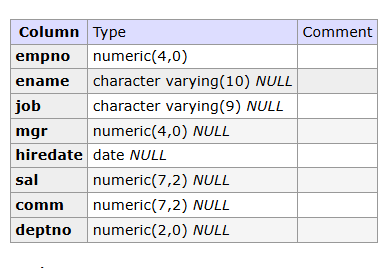 Column Type Comment
empno numeric(4,0)
ename character varying(10) NULL
job character varying(9) NULL
mgr numeric(4,0) NULL
hiredate date NULL
sal numeric(7,2) NULL
comm numeric(7,2) NULL
deptno numeric(2,0) NULL